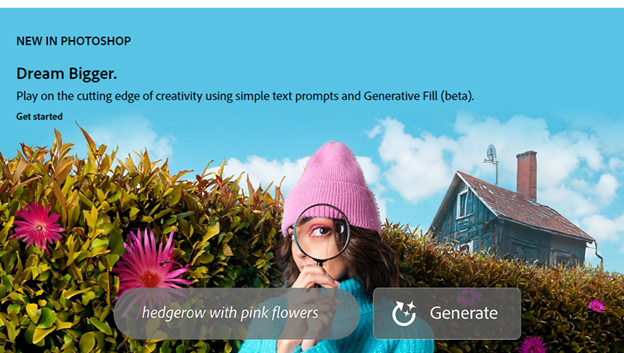 NEW IN PHOTOSHOP
Dream Bigger.
Play on the cutting edge of creativity using simple text prompts and Generative Fill (beta).
Get started
hedgerow with pink flowers
Generate